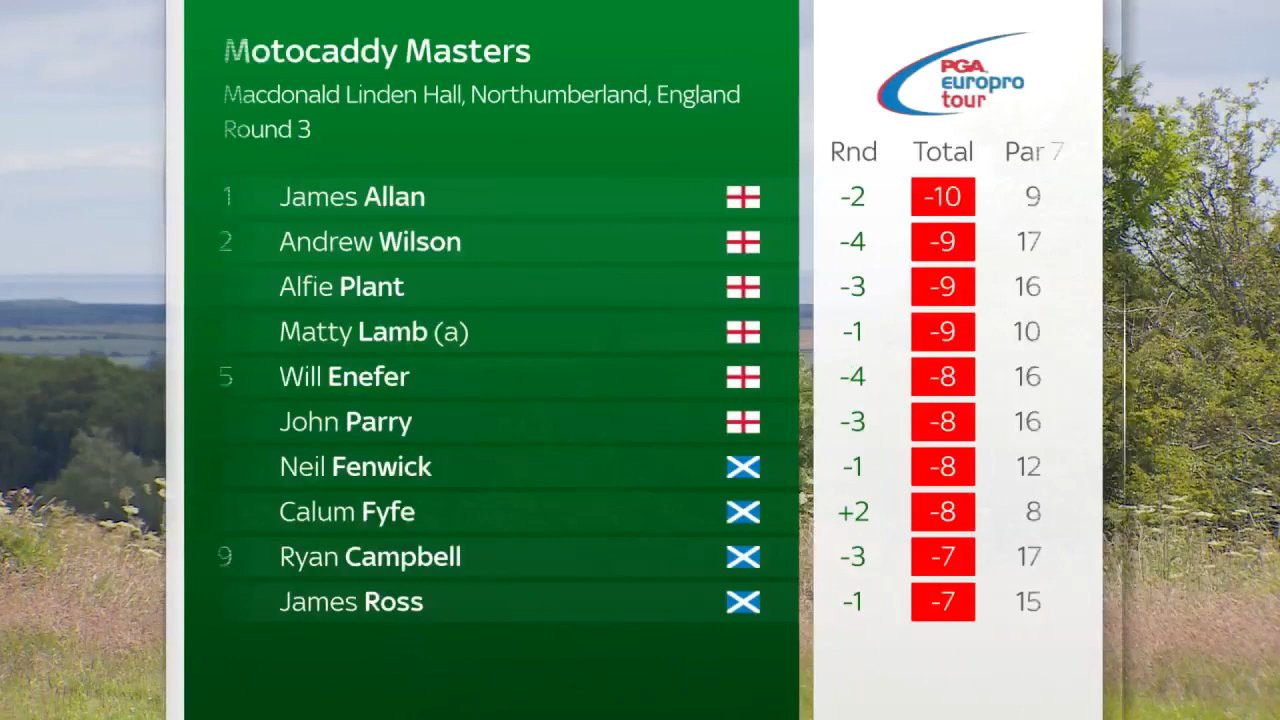 Motocaddy Masters
Macdonald Linden Hall, Northumberland, England
Round 3
PGA
europro
tour
Rnd Total Par 7
1 James Allan -2 -10 9
2 Andrew Wilson -4 -9 17
Alfie Plant -3 -9 16
Matty Lamb (a) -1 -9 10
5 Will Enefer -4 -8 16
John Parry -3 -8 16
Neil Fenwick -1 -8 12
Calum Fyfe +2 -8 8
9 Ryan Campbell -3 -7 17
James Ross -1 -7 15